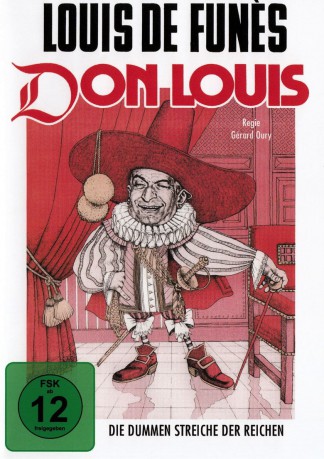 LOUIS DE FUNÈS
DON LOUIS
Regie
Gérard Oury
FSK
ab
12
freigegeben
DIE DUMMEN STREICHE DER REICHEN